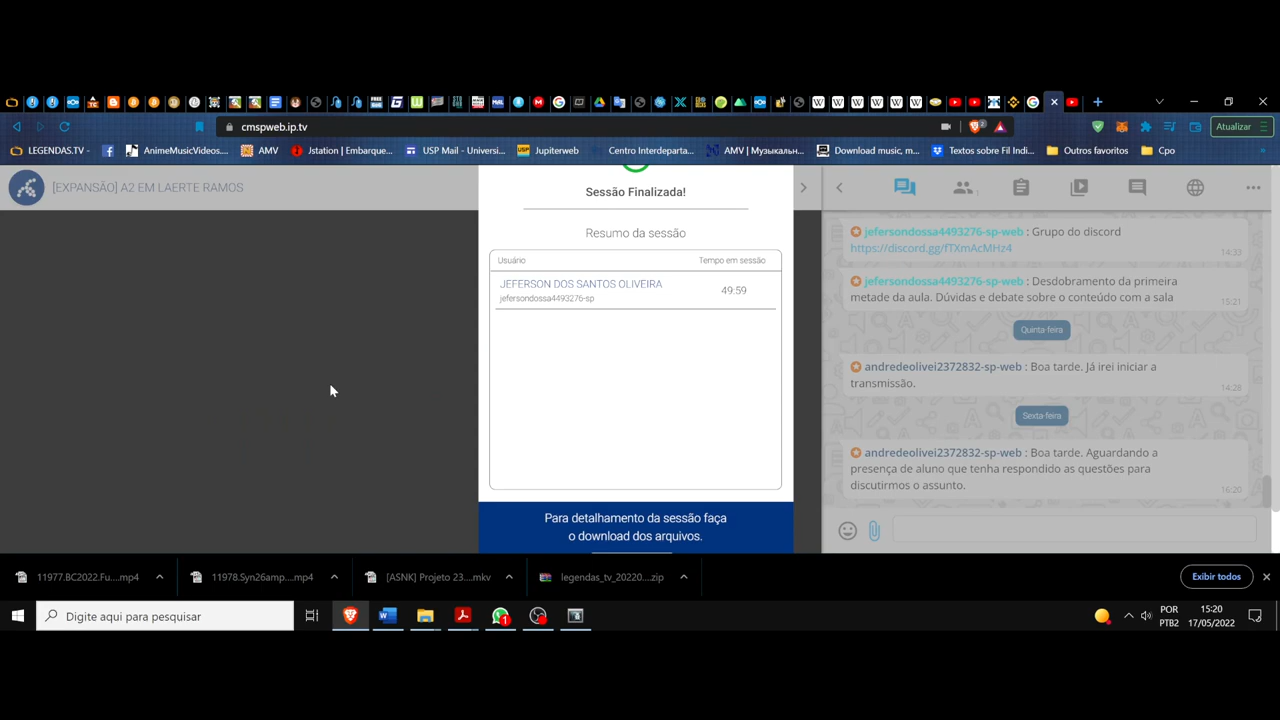 cmspweb.ip.tv
2
Atualizar
LEGENDAS.TV -
AnimeMusicVideos...
AMV
Jstation | Embarque...
USP Mail - Universi...
Jupiterweb
Centro Interdeparta...
AMV | Музыкальн...
Download music, m...
Textos sobre Fil Indi...
Outros favoritos
Cpo
[EXPANSÃO] A2 EM LAERTE RAMOS
Sessão Finalizada!
Resumo da sessão
Usuário
Tempo em sessão
JEFERSON DOS SANTOS OLIVEIRA
jefersondossa4493276-sp
49:59
Para detalhamento da sessão faça
o download dos arquivos.
jefersondossa4493276-sp-web : Grupo do discord
https://discord.gg/fTXmAcMHz4
14:33
jefersondossa4493276-sp-web : Desdobramento da primeira
metade da aula. Dúvidas e debate sobre o conteúdo com a sala
15:21
Quinta-feira
andredeolivei2372832-sp-web : Boa tarde. Já irei iniciar a
transmissão.
14:28
Sexta-feira
andredeolivei2372832-sp-web : Boa tarde. Aguardando a
presença de aluno que tenha respondido as questões para
discutirmos o assunto.
16:20
11977.BC2022.Fu....mp4
11978.Syn26amp....mp4
[ASNK] Projeto 23....mkv
legendas_tv_20220....zip
Exibir todos
Digite aqui para pesquisar
1
POR
PTB2
15:20
17/05/2022